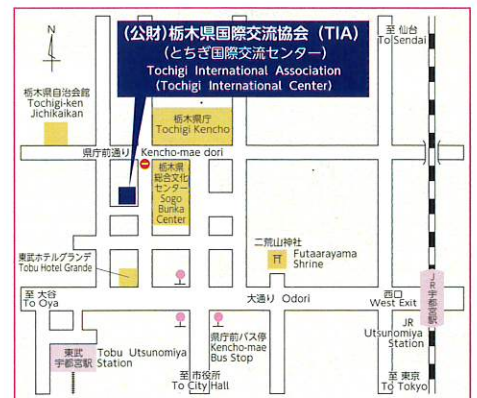 (公財)栃木県国際交流協会 (TIA)
(とちぎ国際交流センター)
Tochigi International Association
(Tochigi International Center)
N
至 仙台
To Sendai
栃木県自治会館
Tochigi-ken
Jichikaikan
栃木県庁
Tochigi Kencho
県庁前通り Kencho-mae dori
栃木県
総合文化
センター
Sogo
Bunka
Center
二荒山神社
Futaarayama
Shrine
東武ホテルグランデ
Tobu Hotel Grande
至 大谷
To Oya
大通り Odori
西口
West Exit
JR宇都宮駅
JR
Utsunomiya
Station
県庁前バス停
Kencho-mae
Bus Stop
東武
宇都宮駅
Tobu Utsunomiya
Station
至 市役所
To City Hall
至 東京
To Tokyo